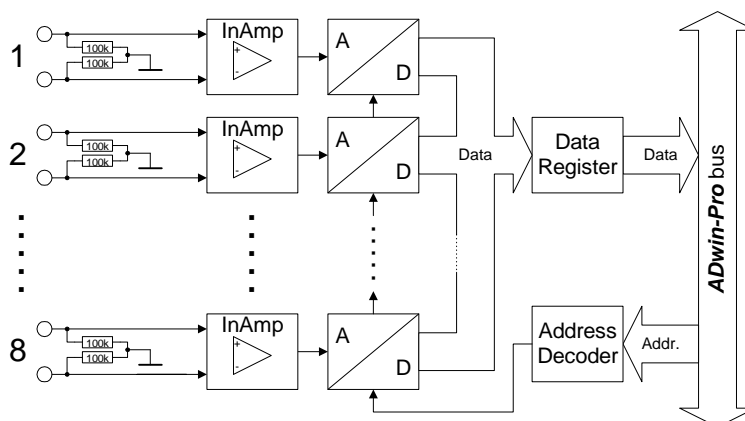 1
100k
100k
InAmp
+
-
A
D
2
100k
100k
InAmp
+
-
A
D
Data
Data
Register
Data
ADwin-Pro bus
8
100k
100k
InAmp
+
-
A
D
Address
Decoder
Addr.